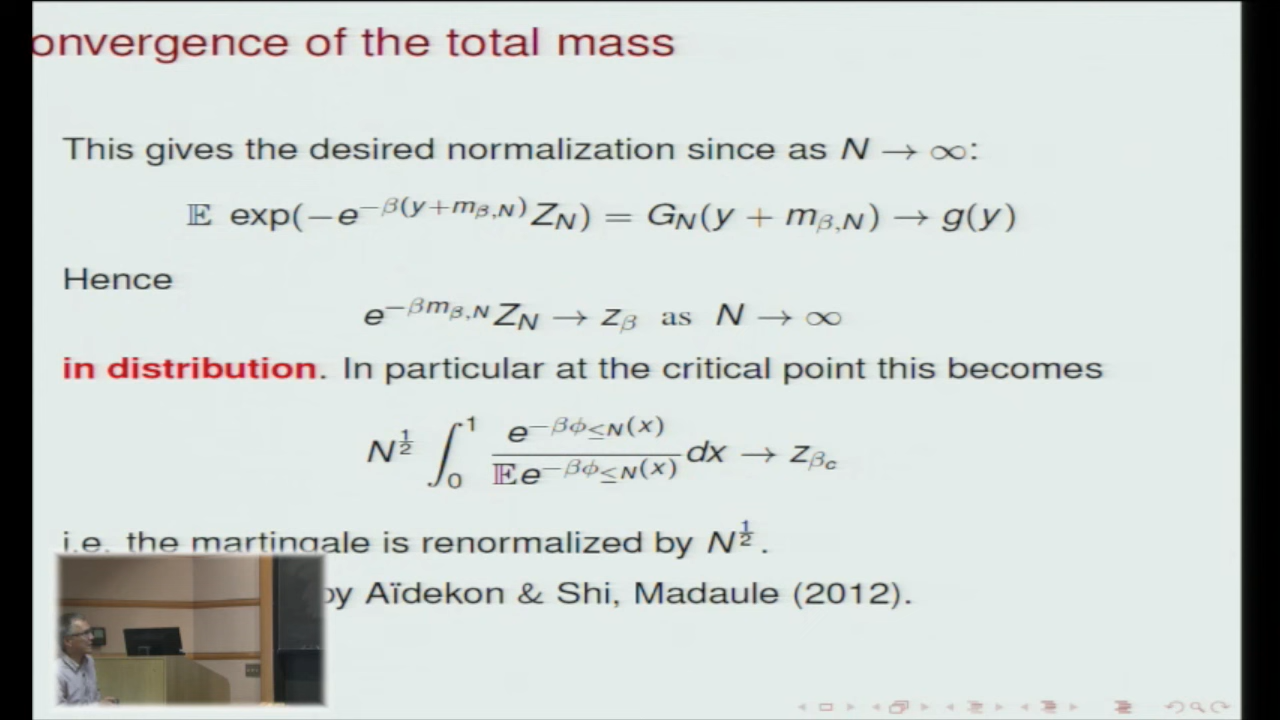 onvergence of the total mass
This gives the desired normalization since as N → ∞:
𝔼 exp(−e^{−β(y+m_{β,N})} Z_N) = G_N(y + m_{β,N}) → g(y)
Hence
e^{−βm_{β,N}} Z_N → z_β as N → ∞
in distribution. In particular at the critical point this becomes
N^{1/2} ∫_0^1 e^{−βϕ_{≤N}(x)} / 𝔼e^{−βϕ_{≤N}(x)} dx → z_{β_c}
i.e. the martingale is renormalized by N^{1/2}.
by Aïdekon & Shi, Madaule (2012).